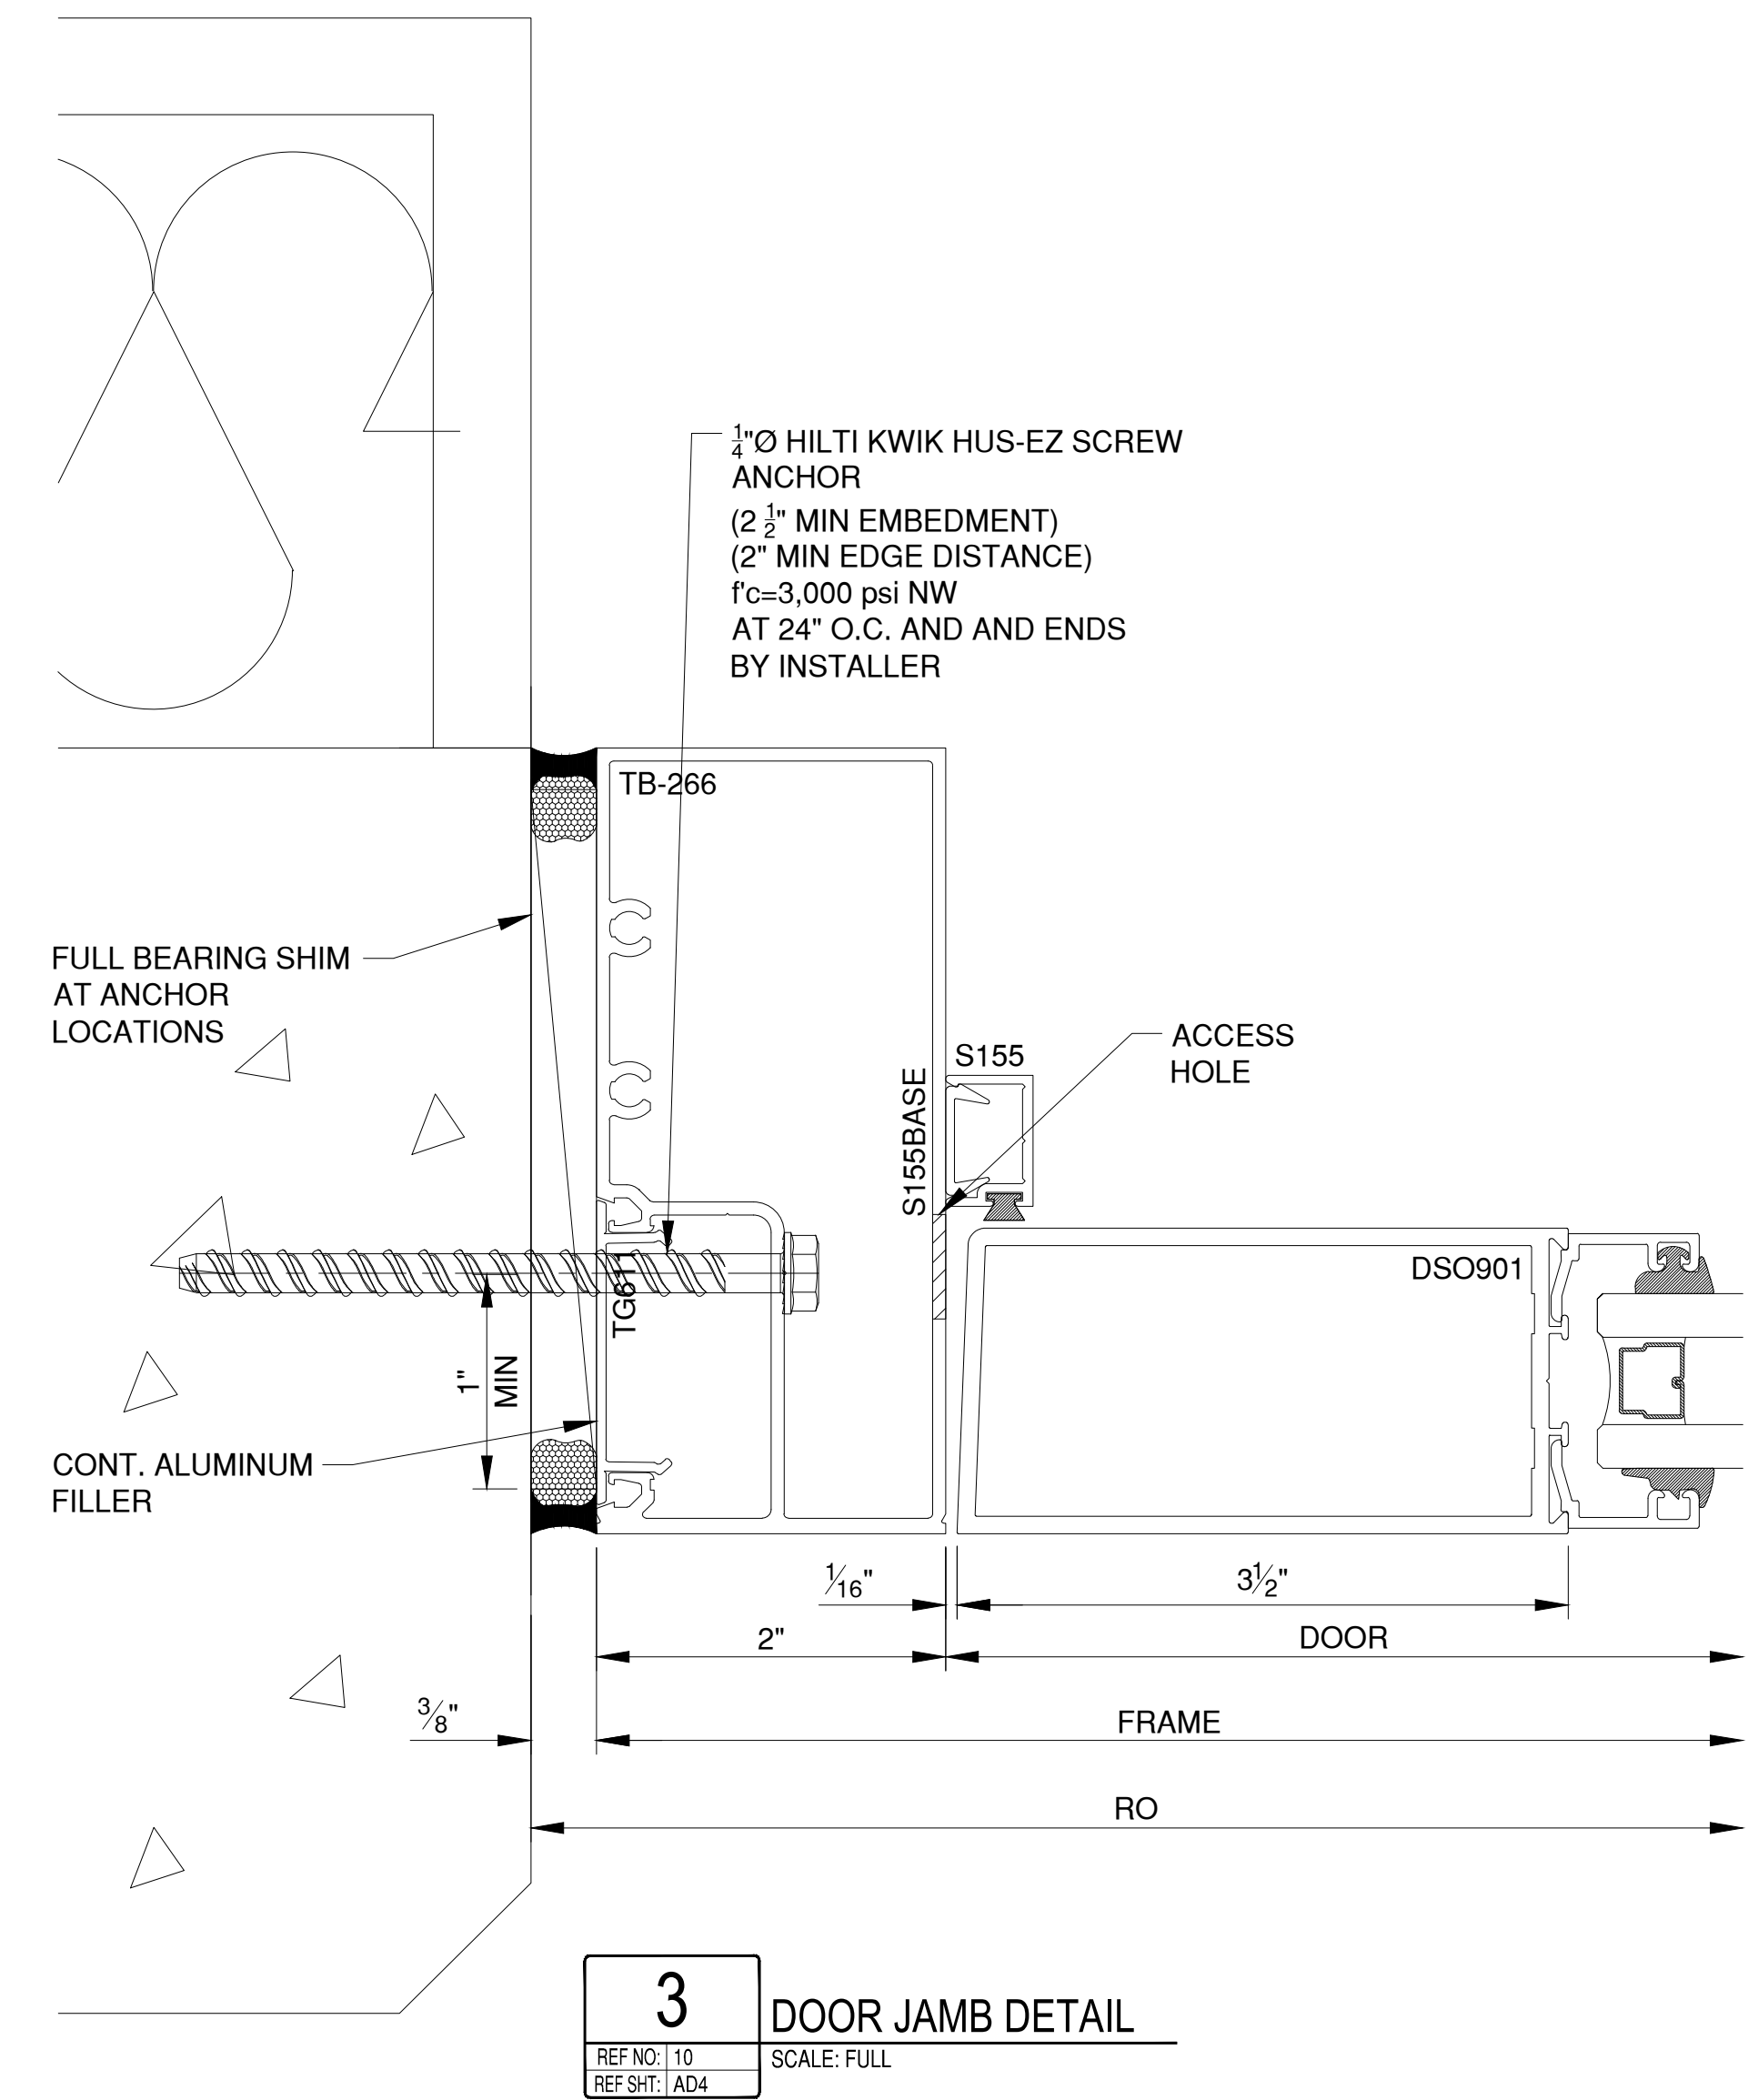 1/4"Ø HILTI KWIK HUS-EZ SCREW
ANCHOR
(2 1/2" MIN EMBEDMENT)
(2" MIN EDGE DISTANCE)
f'c=3,000 psi NW
AT 24" O.C. AND AND ENDS
BY INSTALLER
TB-266
FULL BEARING SHIM
AT ANCHOR
LOCATIONS
ACCESS
HOLE
S155
S155BASE
DSO901
TG611
1"
MIN
CONT. ALUMINUM
FILLER
1/16"
3 1/2"
2"
DOOR
3/8"
FRAME
RO
3
DOOR JAMB DETAIL
REF NO: 10
SCALE: FULL
REF SHT: AD4